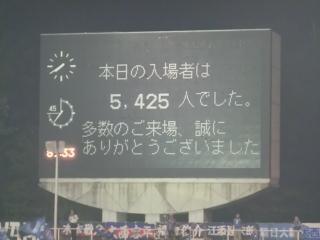 本日の入場者は
5,425 人でした。
多数のご来場、誠に
ありがとうございました
45